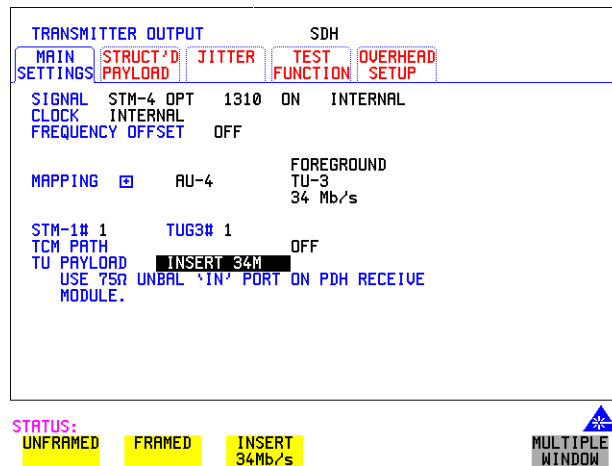 TRANSMITTER OUTPUT SDH
MAIN SETTINGS
STRUCT'D PAYLOAD
JITTER
TEST FUNCTION
OVERHEAD SETUP
SIGNAL STM-4 OPT 1310 ON INTERNAL
CLOCK INTERNAL
FREQUENCY OFFSET OFF
FOREGROUND
MAPPING + AU-4 TU-3
34 Mb/s
STM-1# 1 TUG3# 1
TCM PATH OFF
TU PAYLOAD INSERT 34M
USE 75Ω UNBAL 'IN' PORT ON PDH RECEIVE
MODULE.
STATUS:
UNFRAMED
FRAMED
INSERT
34Mb/s
MULTIPLE
WINDOW